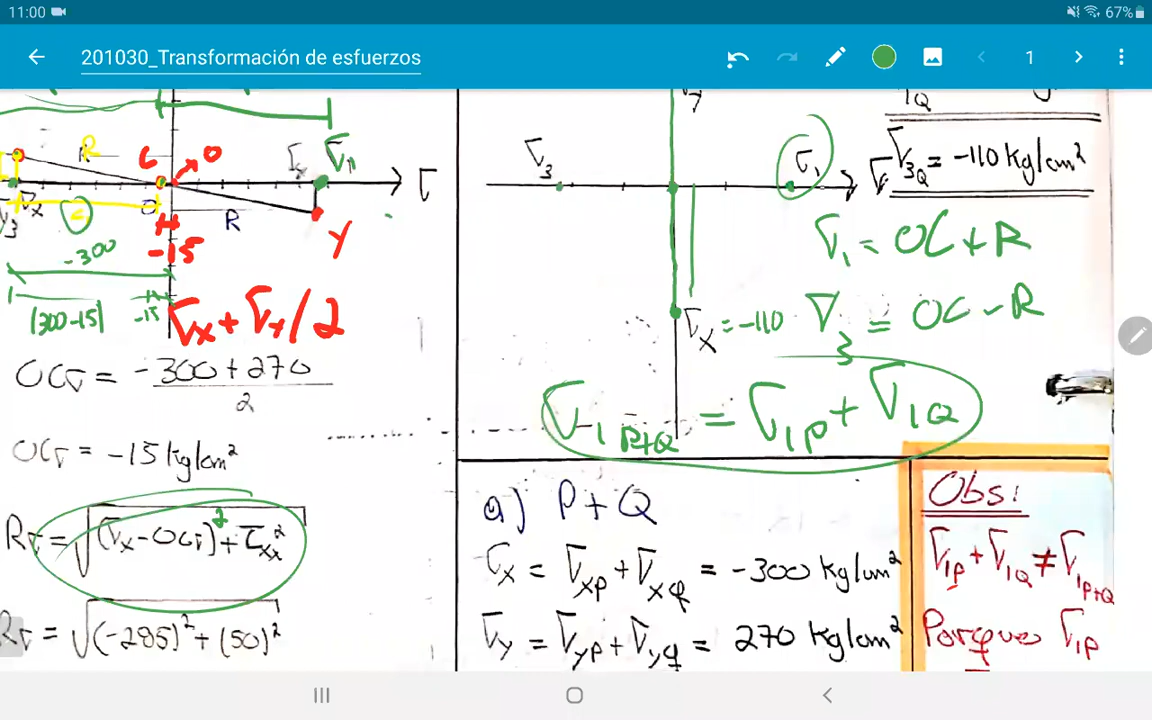 11:00
67%
201030_Transformación de esfuerzos
1
R
C
O
σ1
σ
σx
R
Y
-15
-300
|300-15|
-15
σx + σy/2
OCσ = -300+270
2
OCσ = -15 kg/cm²
Rσ = √(σx-OCσ)²+τxz²
Rσ = √(-285)²+(50)²
σ3
σ1
σ
σ3Q = -110 kg/cm²
σ1 = OC + R
σx = -110
σ3 = OC - R
σ1P+Q = σ1P + σ1Q
a) P+Q
σx = σxp + σxq = -300 kg/cm²
σy = σyp + σyq = 270 kg/cm²
Obs:
σ1P + σ1Q ≠ σ1P+Q
Porque σ1P